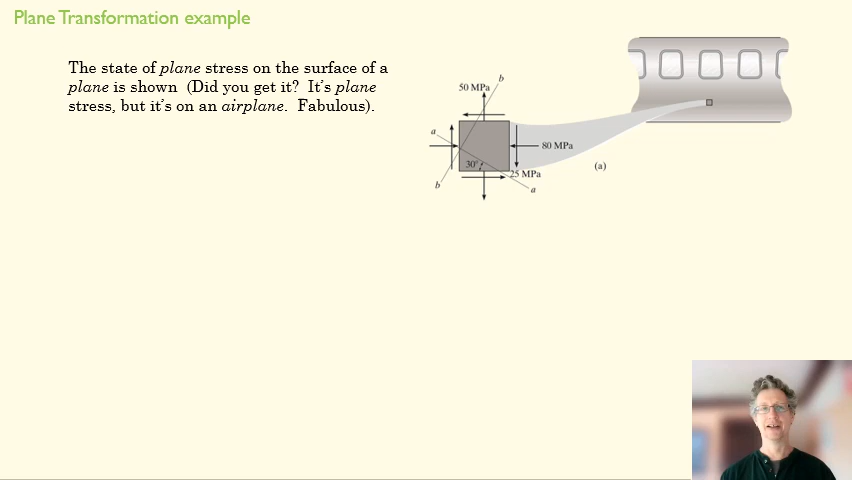 Plane Transformation example
The state of plane stress on the surface of a
plane is shown (Did you get it? It's plane
stress, but it's on an airplane. Fabulous).
50 MPa
b
a
80 MPa
30°
25 MPa
b
a
(a)